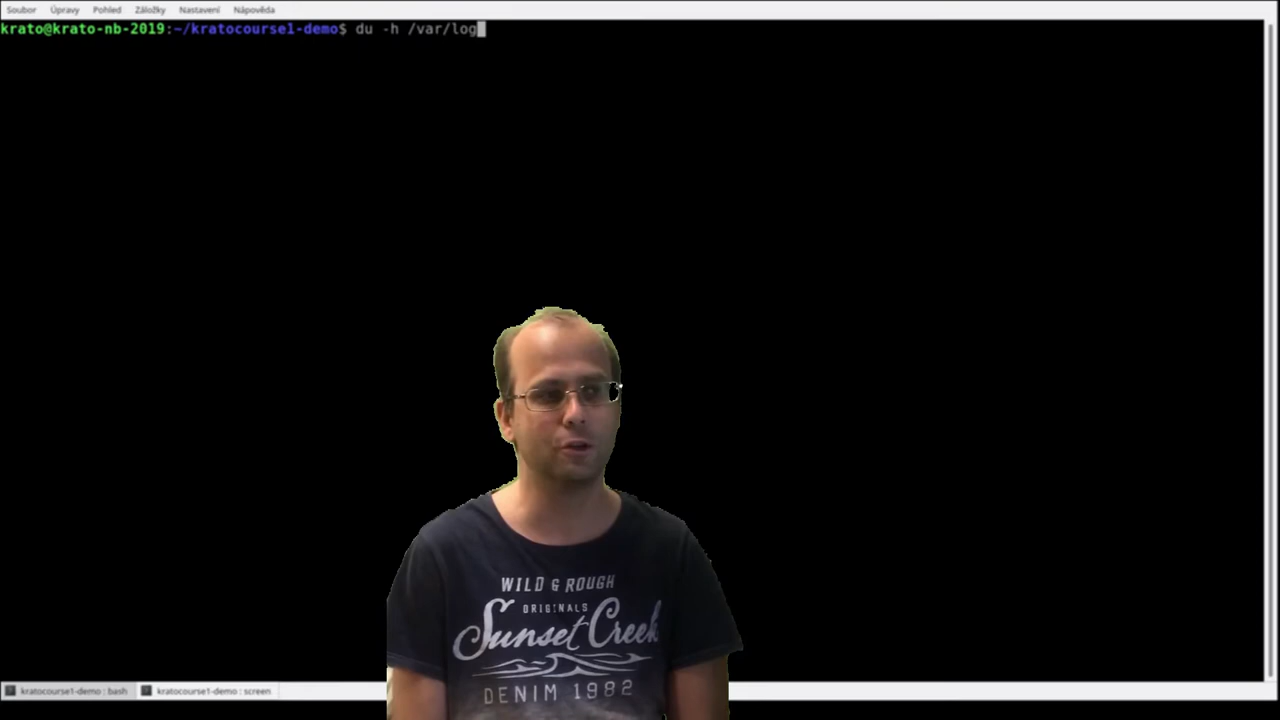 Soubor Úpravy Pohled Záložky Nastavení Nápověda
krato@krato-nb-2019:~/kratocourse1-demo$ du -h /var/log
WILD & ROUGH
ORIGINALS
Sunset Creek
DENIM 1982
kratocourse1-demo : bash kratocourse1-demo : screen